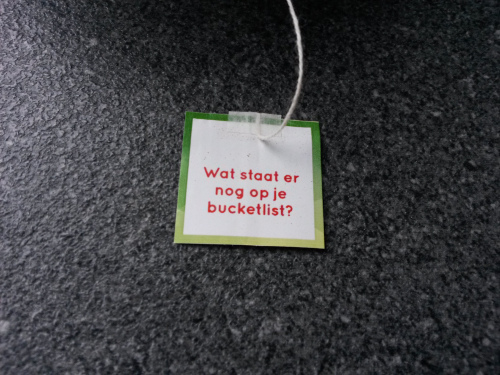 Wat staat er
nog op je
bucketlist?